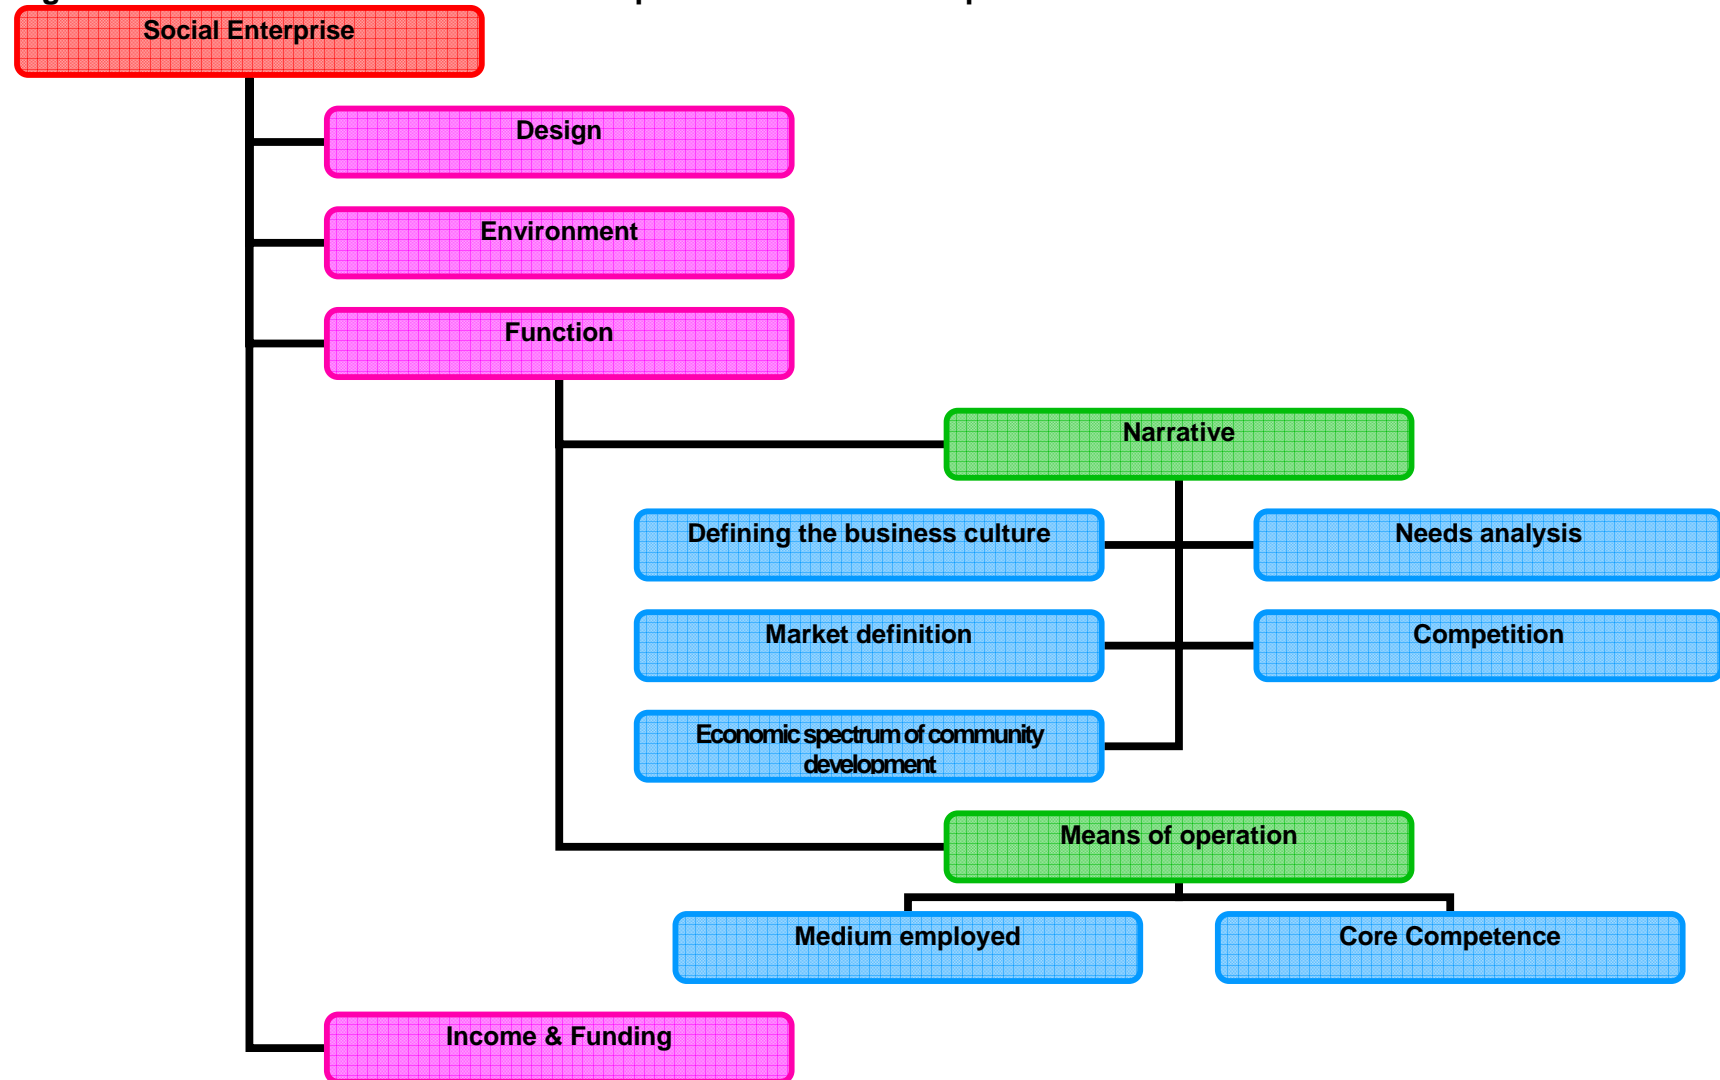 Social Enterprise
Design
Environment
Function
Narrative
Defining the business culture
Needs analysis
Market definition
Competition
Economic spectrum of community
development
Means of operation
Medium employed
Core Competence
Income & Funding